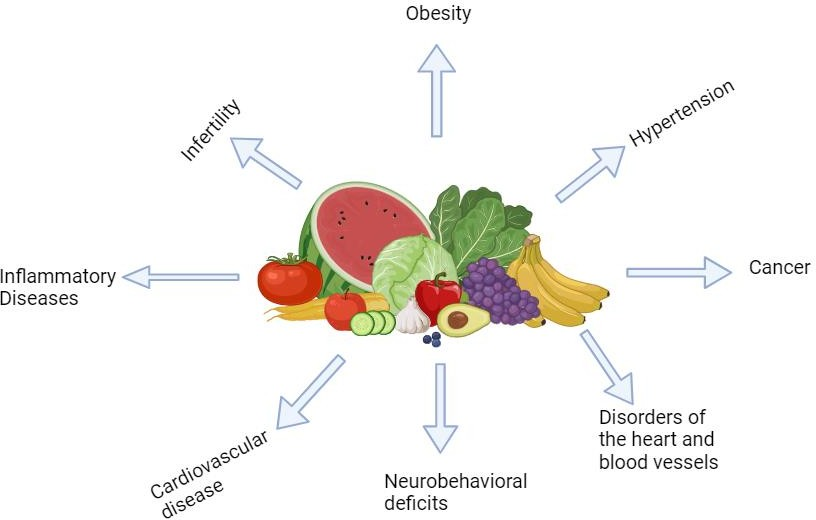 Obesity
Hypertension
Infertility
Cancer
Inflammatory
Diseases
Disorders of
the heart and
blood vessels
Cardiovascular
disease
Neurobehavioral
deficits